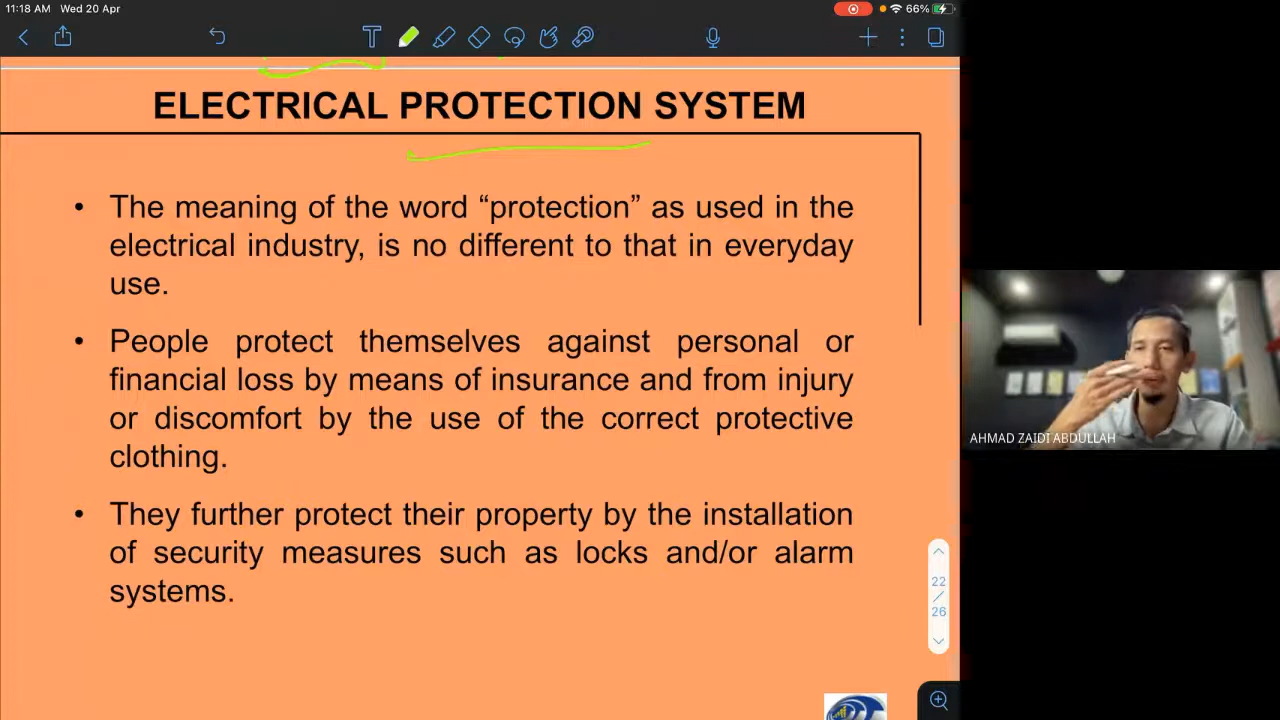 11:18 AM Wed 20 Apr
66%
ELECTRICAL PROTECTION SYSTEM
• The meaning of the word “protection” as used in the
electrical industry, is no different to that in everyday
use.
• People protect themselves against personal or
financial loss by means of insurance and from injury
or discomfort by the use of the correct protective
clothing.
• They further protect their property by the installation
of security measures such as locks and/or alarm
systems.
22
/
26
AHMAD ZAIDI ABDULLAH